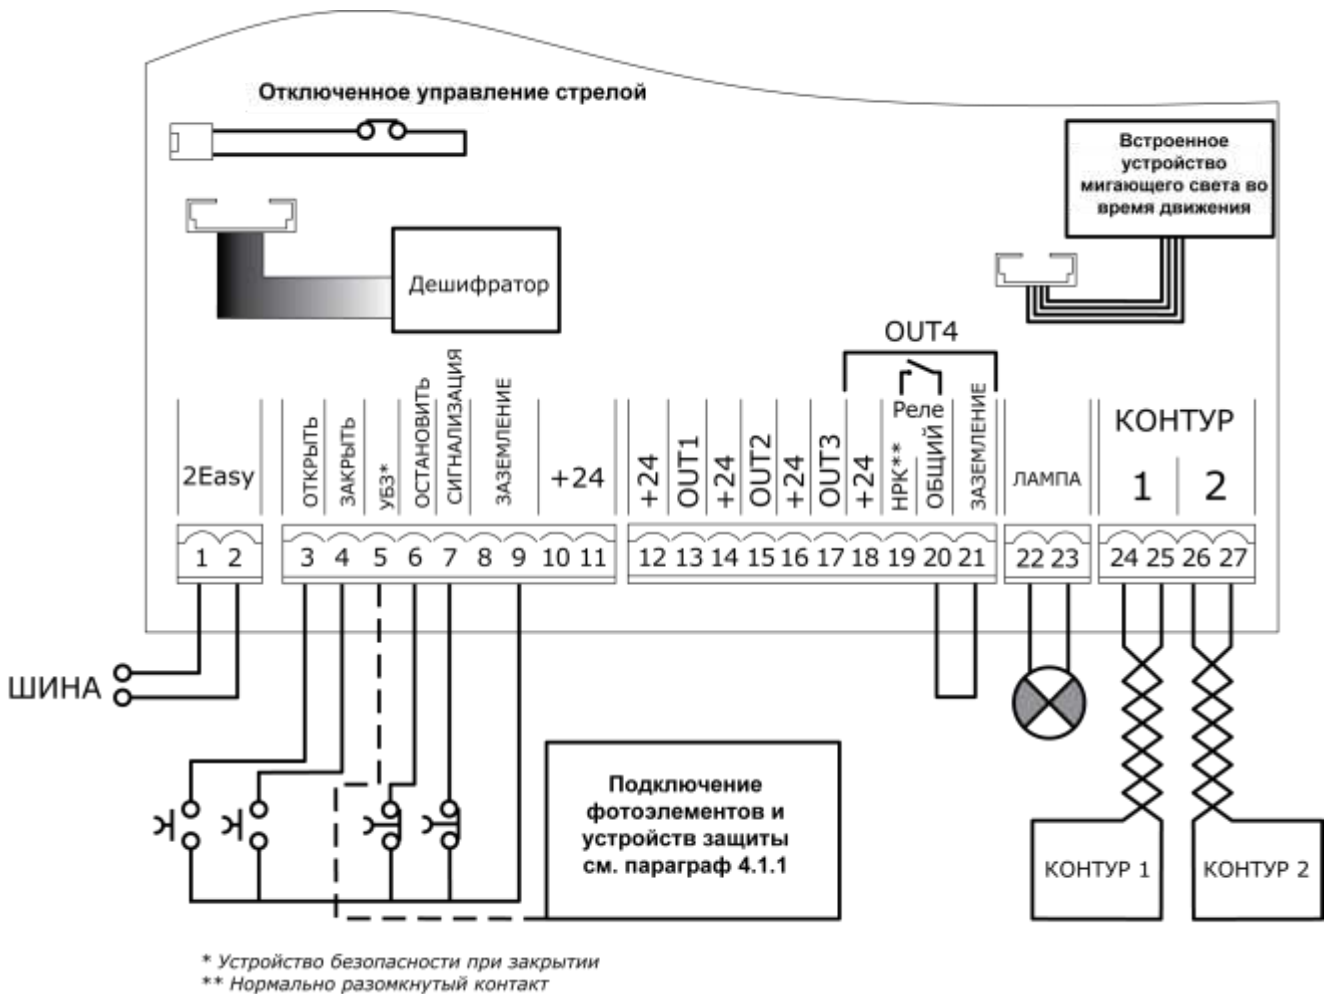 Отключенное управление стрелой
Встроенное
устройство
мигающего света во
время движения
Дешифратор
OUT4
Реле
2Easy
ОТКРЫТЬ
ЗАКРЫТЬ
УБЗ*
ОСТАНОВИТЬ
СИГНАЛИЗАЦИЯ
ЗАЗЕМЛЕНИЕ
+24
+24
OUT1
+24
OUT2
+24
OUT3
+24
НРК**
ОБЩИЙ
ЗАЗЕМЛЕНИЕ
ЛАМПА
КОНТУР
1 2
1 2 3 4 5 6 7 8 9 10 11 12 13 14 15 16 17 18 19 20 21 22 23 24 25 26 27
ШИНА
Подключение
фотоэлементов и
устройств защиты
см. параграф 4.1.1
КОНТУР 1
КОНТУР 2
* Устройство безопасности при закрытии
** Нормально разомкнутый контакт